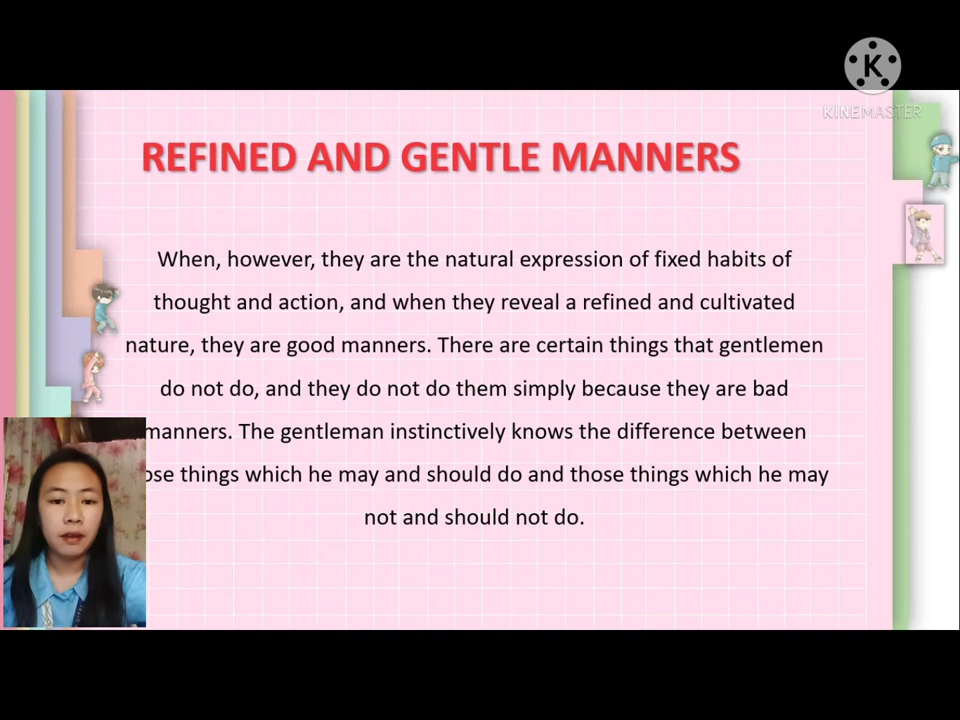 K
KINEMASTER
REFINED AND GENTLE MANNERS
When, however, they are the natural expression of fixed habits of
thought and action, and when they reveal a refined and cultivated
nature, they are good manners. There are certain things that gentlemen
do not do, and they do not do them simply because they are bad
manners. The gentleman instinctively knows the difference between
things which he may and should do and those things which he may
not and should not do.